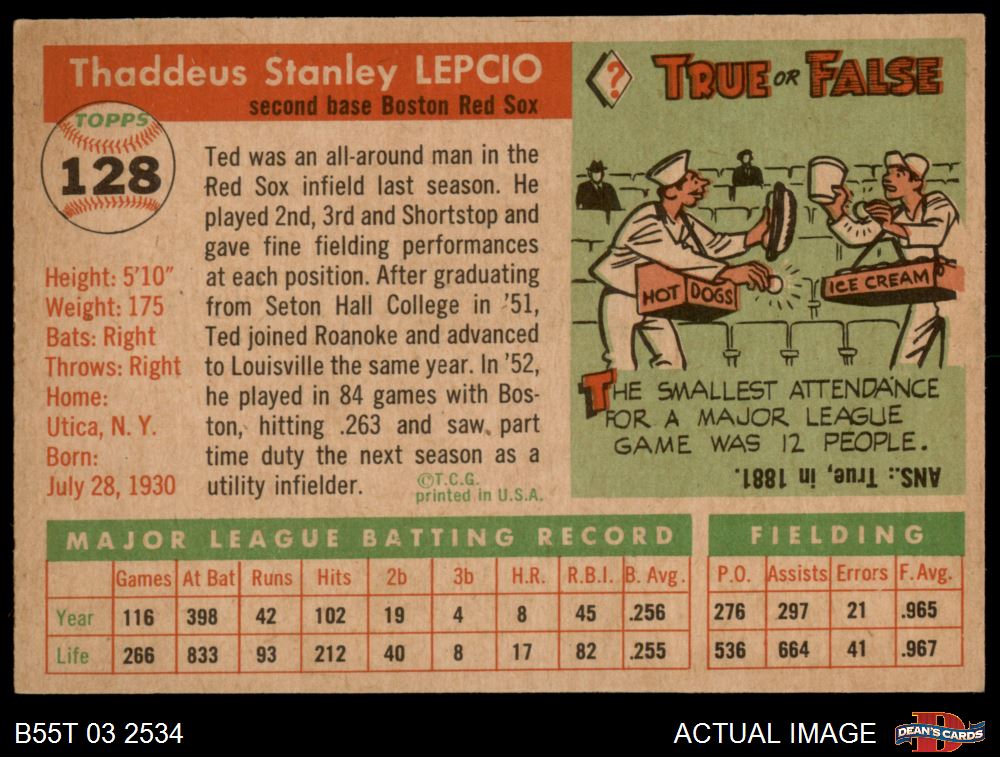 Thaddeus Stanley LEPCIO
second base Boston Red Sox
TOPPS
128
Height: 5'10"
Weight: 175
Bats: Right
Throws: Right
Home:
Utica, N. Y.
Born:
July 28, 1930
Ted was an all-around man in the
Red Sox infield last season. He
played 2nd, 3rd and Shortstop and
gave fine fielding performances
at each position. After graduating
from Seton Hall College in '51,
Ted joined Roanoke and advanced
to Louisville the same year. In '52,
he played in 84 games with Bos-
ton, hitting .263 and saw part
time duty the next season as a
utility infielder.
©T.C.G.
printed in U.S.A.
?
TRUE OR FALSE
HOT DOGS
ICE CREAM
THE SMALLEST ATTENDANCE
FOR A MAJOR LEAGUE
GAME WAS 12 PEOPLE.
ANS.: True, in 1881.
MAJOR LEAGUE BATTING RECORD
Games At Bat Runs Hits 2b 3b H.R. R.B.I. B. Avg.
Year 116 398 42 102 19 4 8 45 .256
Life 266 833 93 212 40 8 17 82 .255
FIELDING
P.O. Assists Errors F. Avg.
276 297 21 .965
536 664 41 .967
B55T 03 2534
ACTUAL IMAGE
D
DEAN'S CARDS